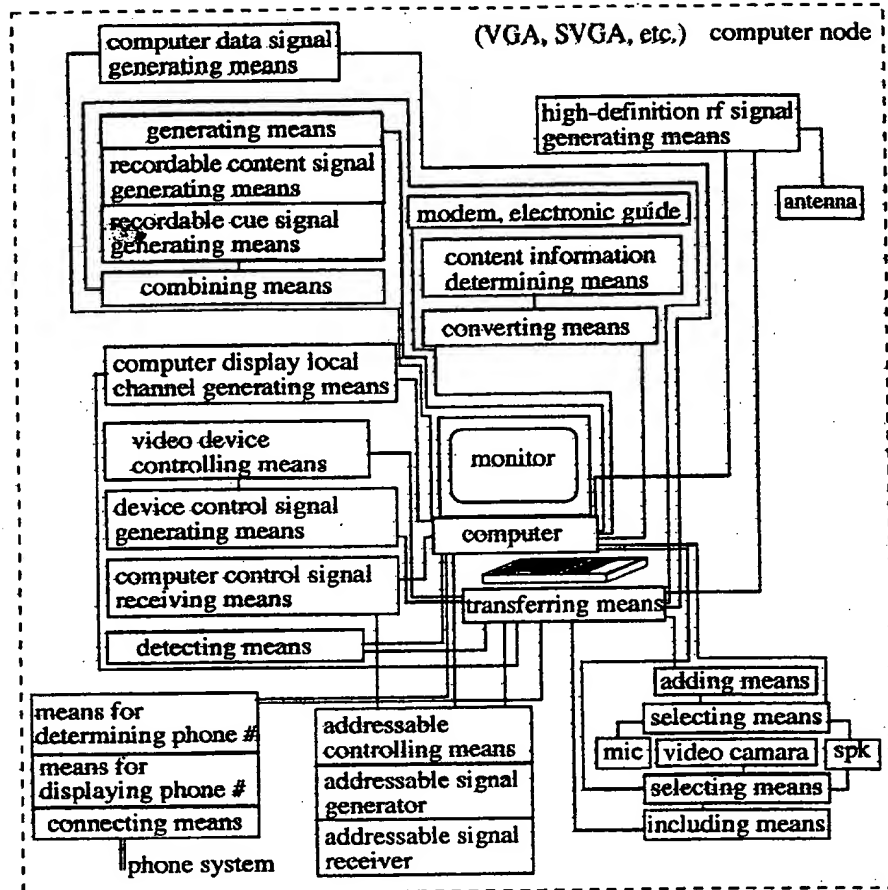 computer data signal
generating means
(VGA, SVGA, etc.) computer node
generating means
recordable content signal
generating means
recordable cue signal
generating means
combining means
high-definition rf signal
generating means
antenna
modem, electronic guide
content information
determining means
converting means
computer display local
channel generating means
video device
controlling means
device control signal
generating means
computer control signal
receiving means
detecting means
monitor
computer
transferring means
means for
determining phone #
means for
displaying phone #
connecting means
phone system
addressable
controlling means
addressable signal
generator
addressable signal
receiver
adding means
selecting means
mic
video camara
spk
selecting means
including means